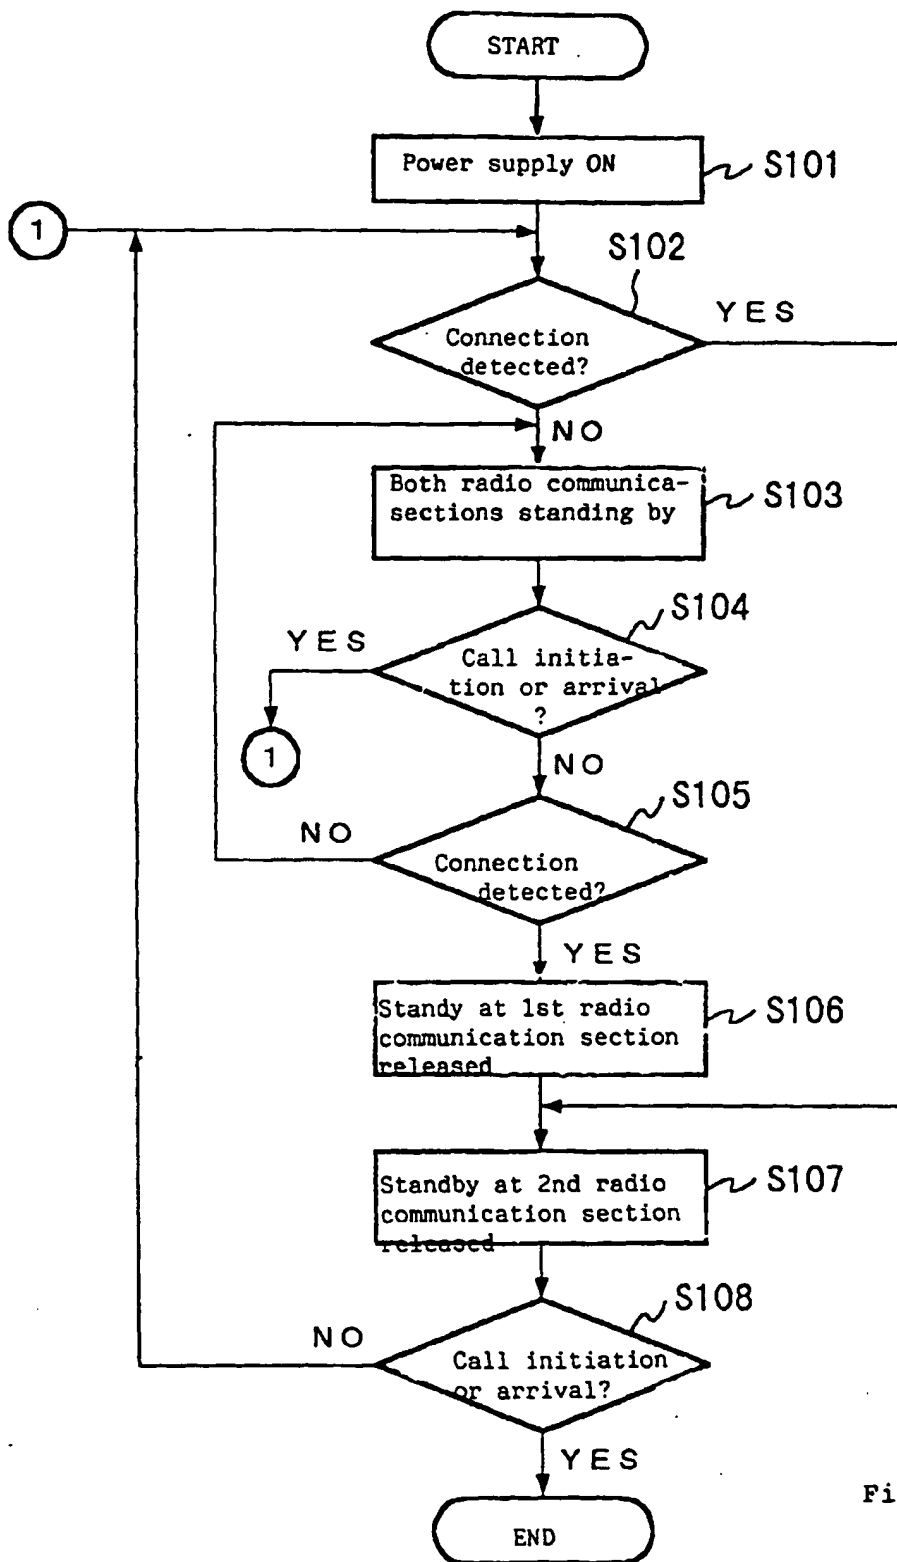 START
Power supply ON
S101
1
S102
YES
Connection
detected?
NO
Both radio communica-
sections standing by
S103
S104
YES
Call initia-
tion or arrival
?
1
NO
S105
NO
Connection
detected?
YES
Standy at 1st radio
communication section
released
S106
Standby at 2nd radio
communication section
released
S107
S108
NO
Call initiation
or arrival?
YES
Fi
END